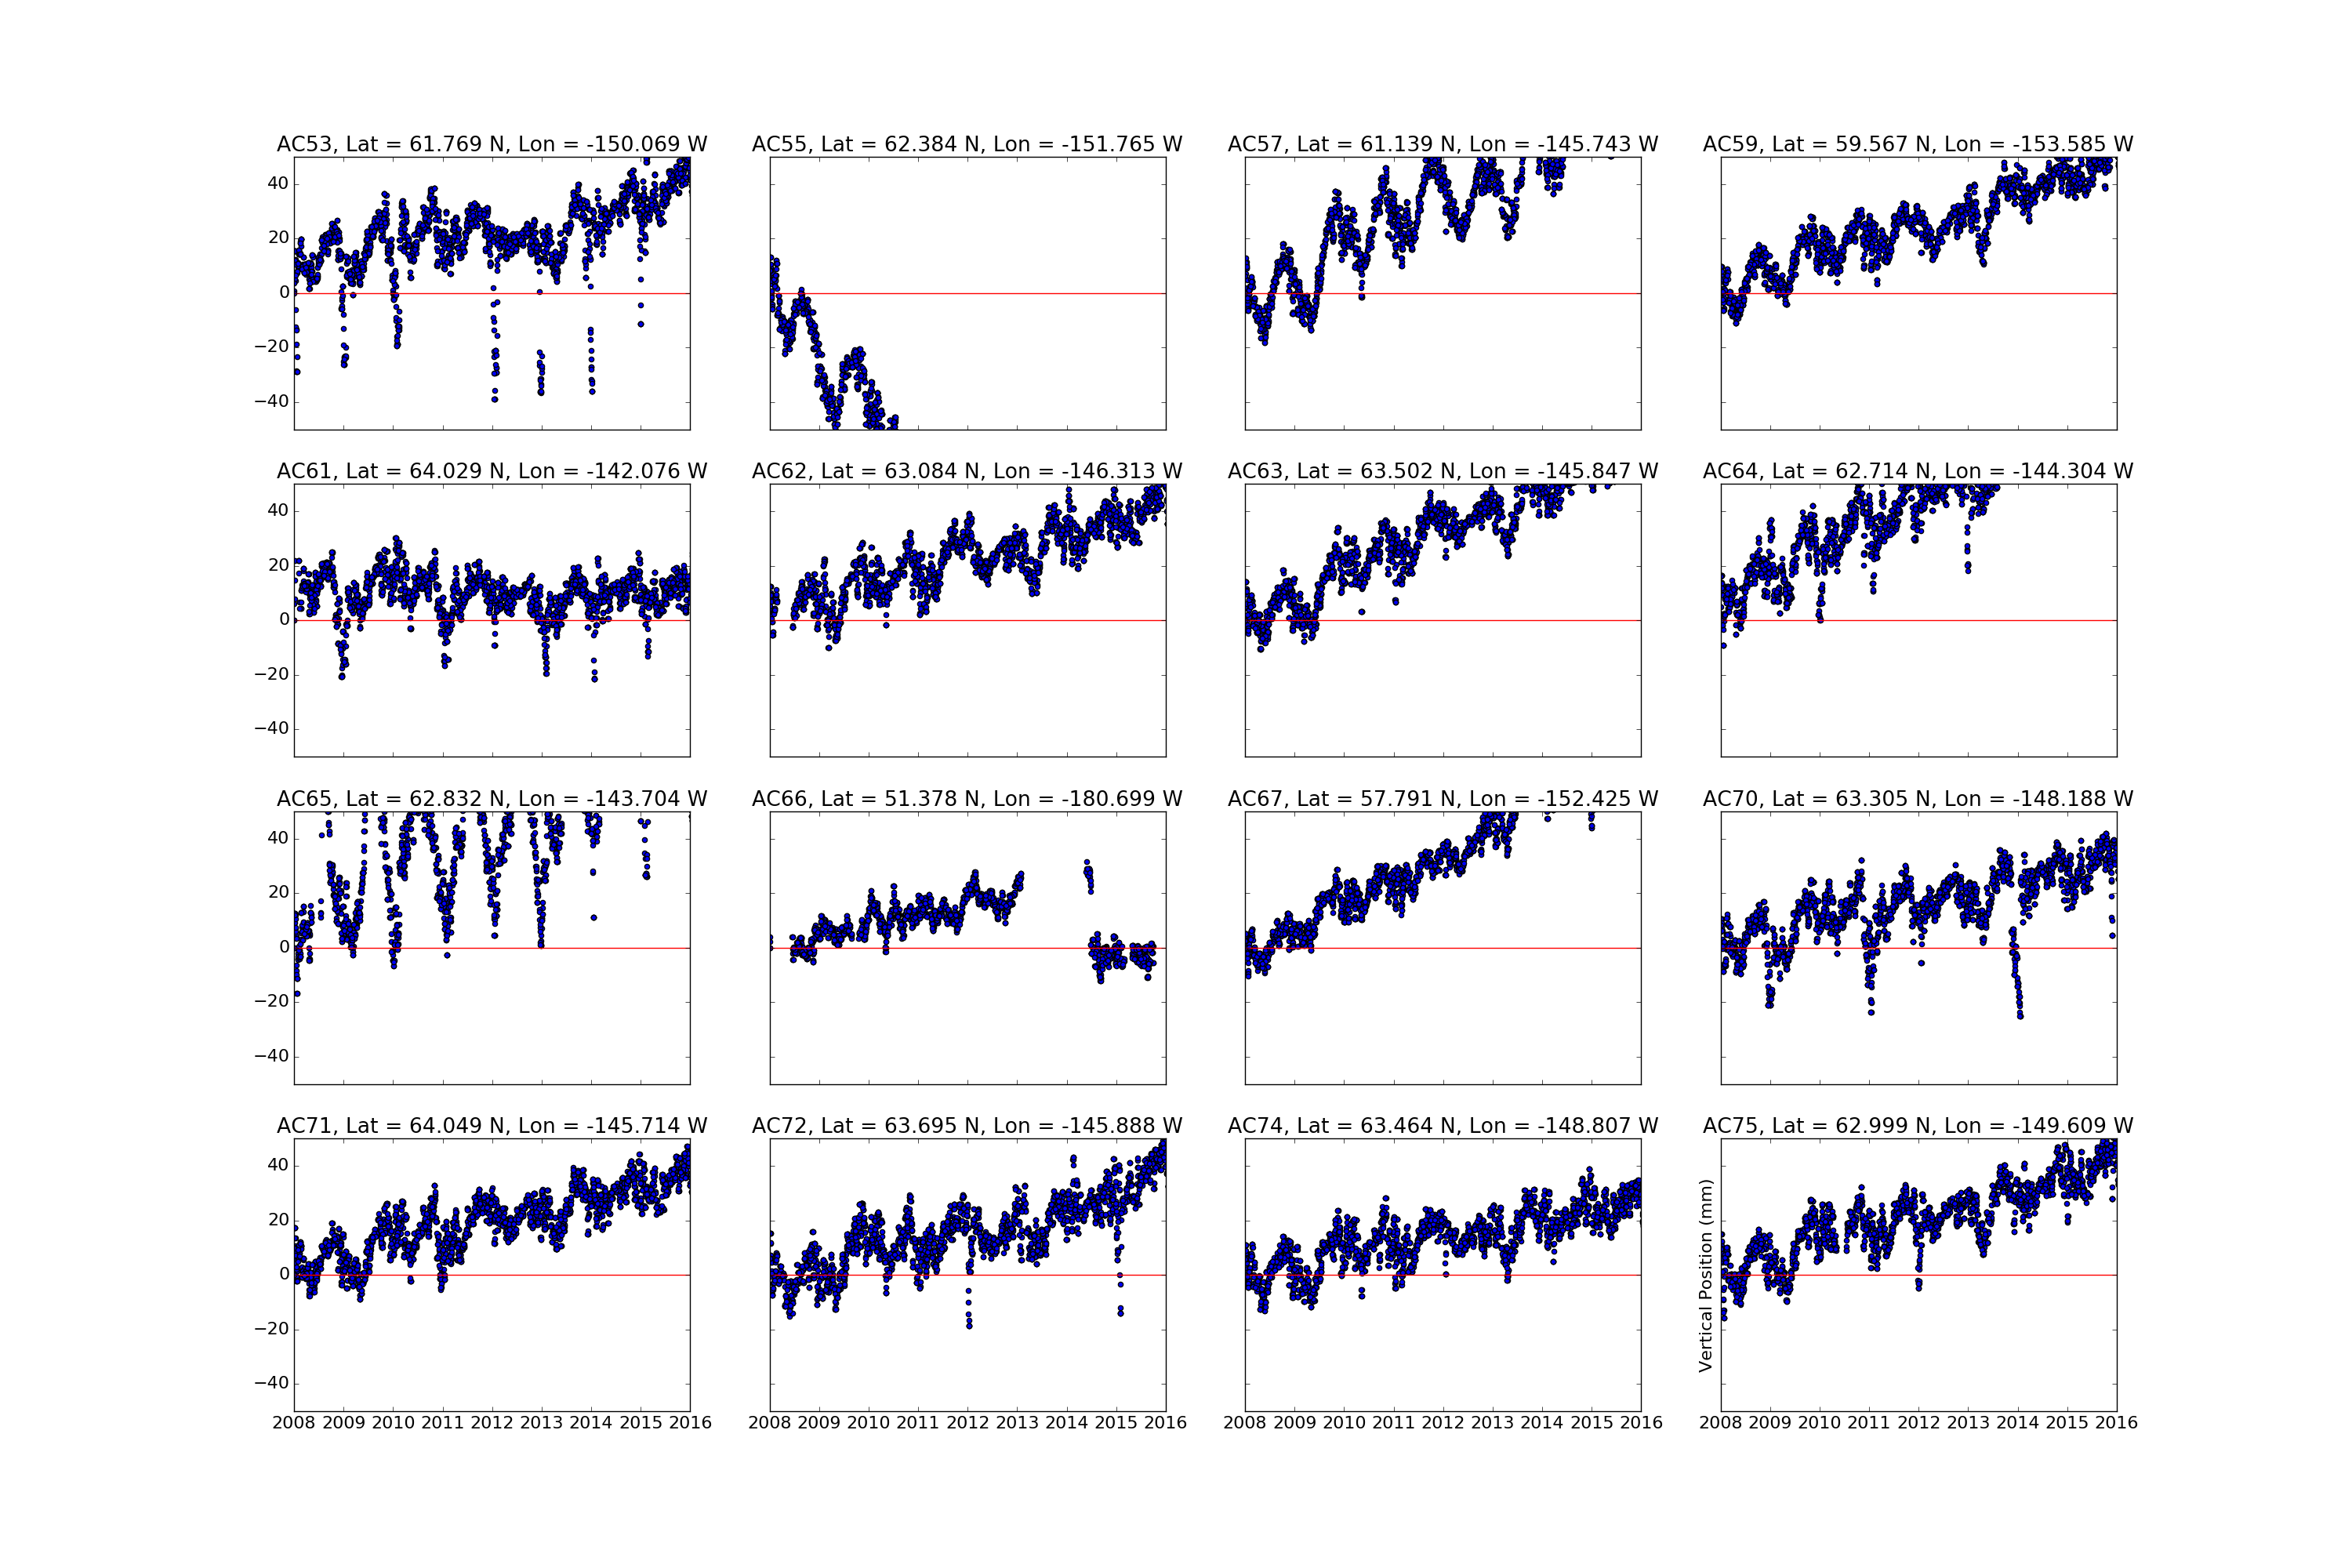 AC53, Lat = 61.769 N, Lon = -150.069 W
AC55, Lat = 62.384 N, Lon = -151.765 W
AC57, Lat = 61.139 N, Lon = -145.743 W
AC59, Lat = 59.567 N, Lon = -153.585 W
40
20
0
−20
−40
AC61, Lat = 64.029 N, Lon = -142.076 W
AC62, Lat = 63.084 N, Lon = -146.313 W
AC63, Lat = 63.502 N, Lon = -145.847 W
AC64, Lat = 62.714 N, Lon = -144.304 W
40
20
0
−20
−40
AC65, Lat = 62.832 N, Lon = -143.704 W
AC66, Lat = 51.378 N, Lon = -180.699 W
AC67, Lat = 57.791 N, Lon = -152.425 W
AC70, Lat = 63.305 N, Lon = -148.188 W
40
20
0
−20
−40
AC71, Lat = 64.049 N, Lon = -145.714 W
AC72, Lat = 63.695 N, Lon = -145.888 W
AC74, Lat = 63.464 N, Lon = -148.807 W
AC75, Lat = 62.999 N, Lon = -149.609 W
40
20
0
−20
−40
Vertical Position (mm)
2008 2009 2010 2011 2012 2013 2014 2015 2016
2008 2009 2010 2011 2012 2013 2014 2015 2016
2008 2009 2010 2011 2012 2013 2014 2015 2016
2008 2009 2010 2011 2012 2013 2014 2015 2016